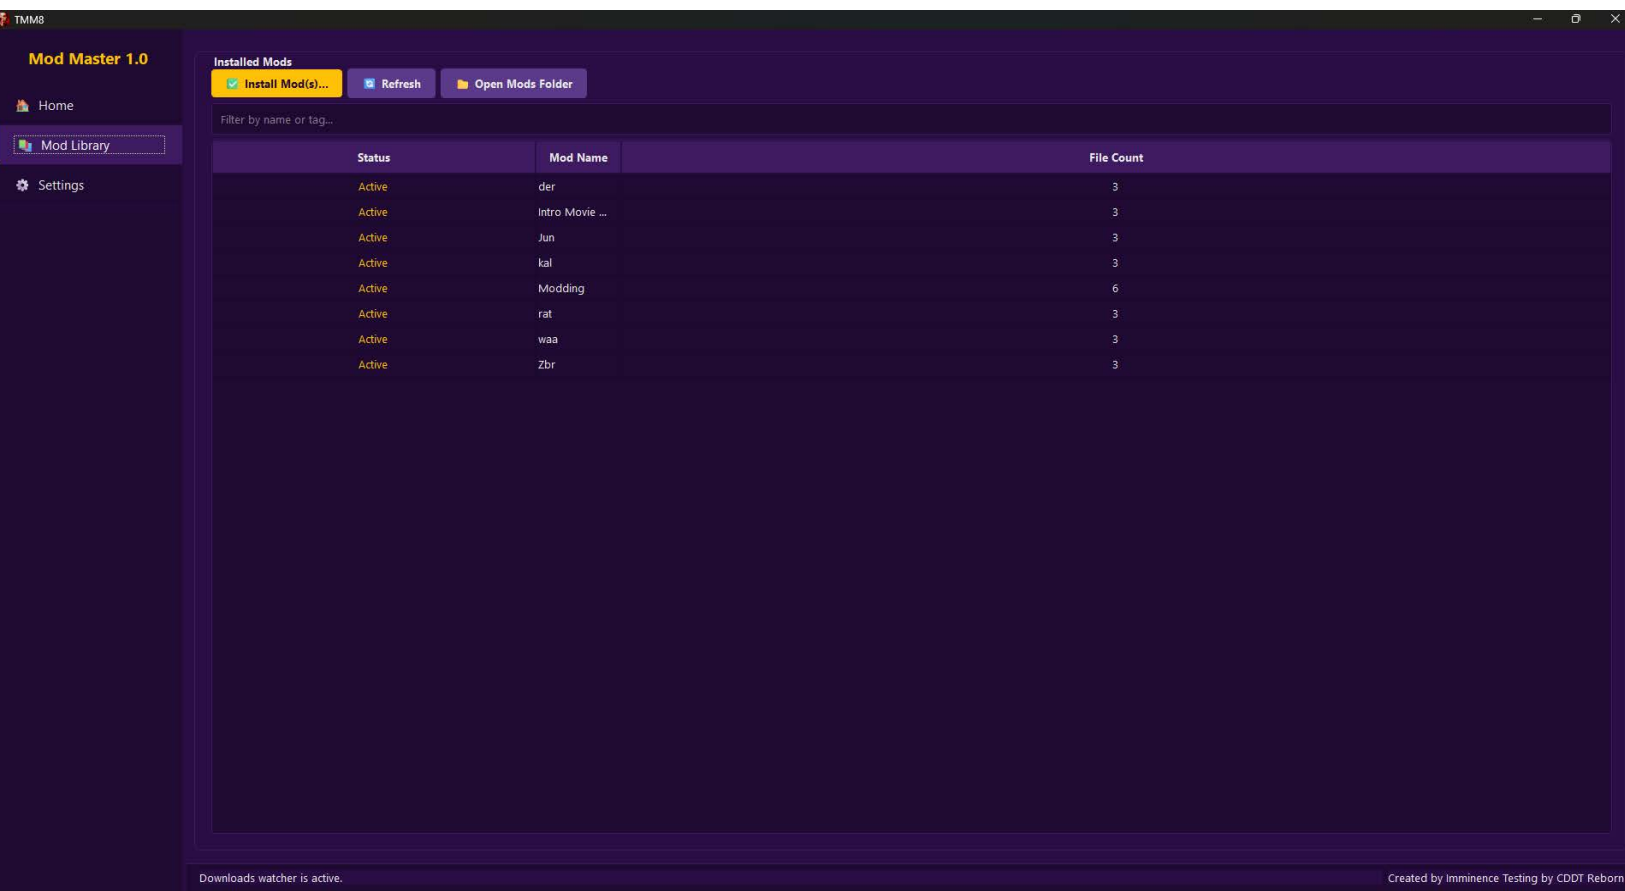 TMM8
Mod Master 1.0
Home
Mod Library
Settings
Installed Mods
Install Mod(s)... Refresh Open Mods Folder
Filter by name or tag...
Status Mod Name File Count
Active der 3
Active Intro Movie ... 3
Active Jun 3
Active kal 3
Active Modding 6
Active rat 3
Active waa 3
Active Zbr 3
Downloads watcher is active. Created by Imminence Testing by CDDT Reborn